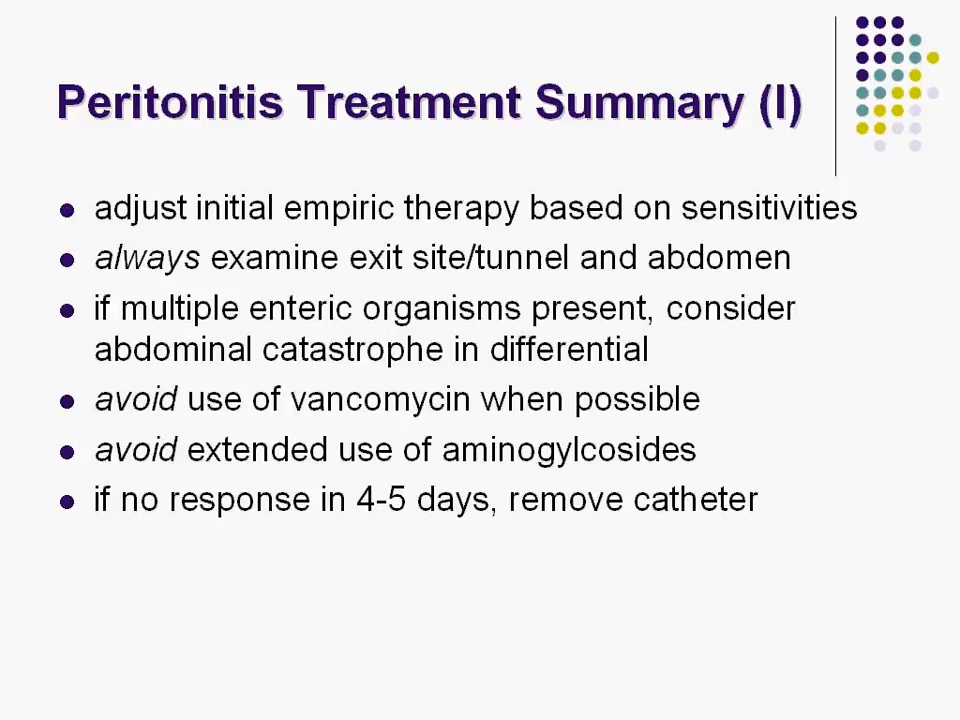 Peritonitis Treatment Summary (I)
adjust initial empiric therapy based on sensitivities
always examine exit site/tunnel and abdomen
if multiple enteric organisms present, consider
abdominal catastrophe in differential
avoid use of vancomycin when possible
avoid extended use of aminogylcosides
if no response in 4-5 days, remove catheter